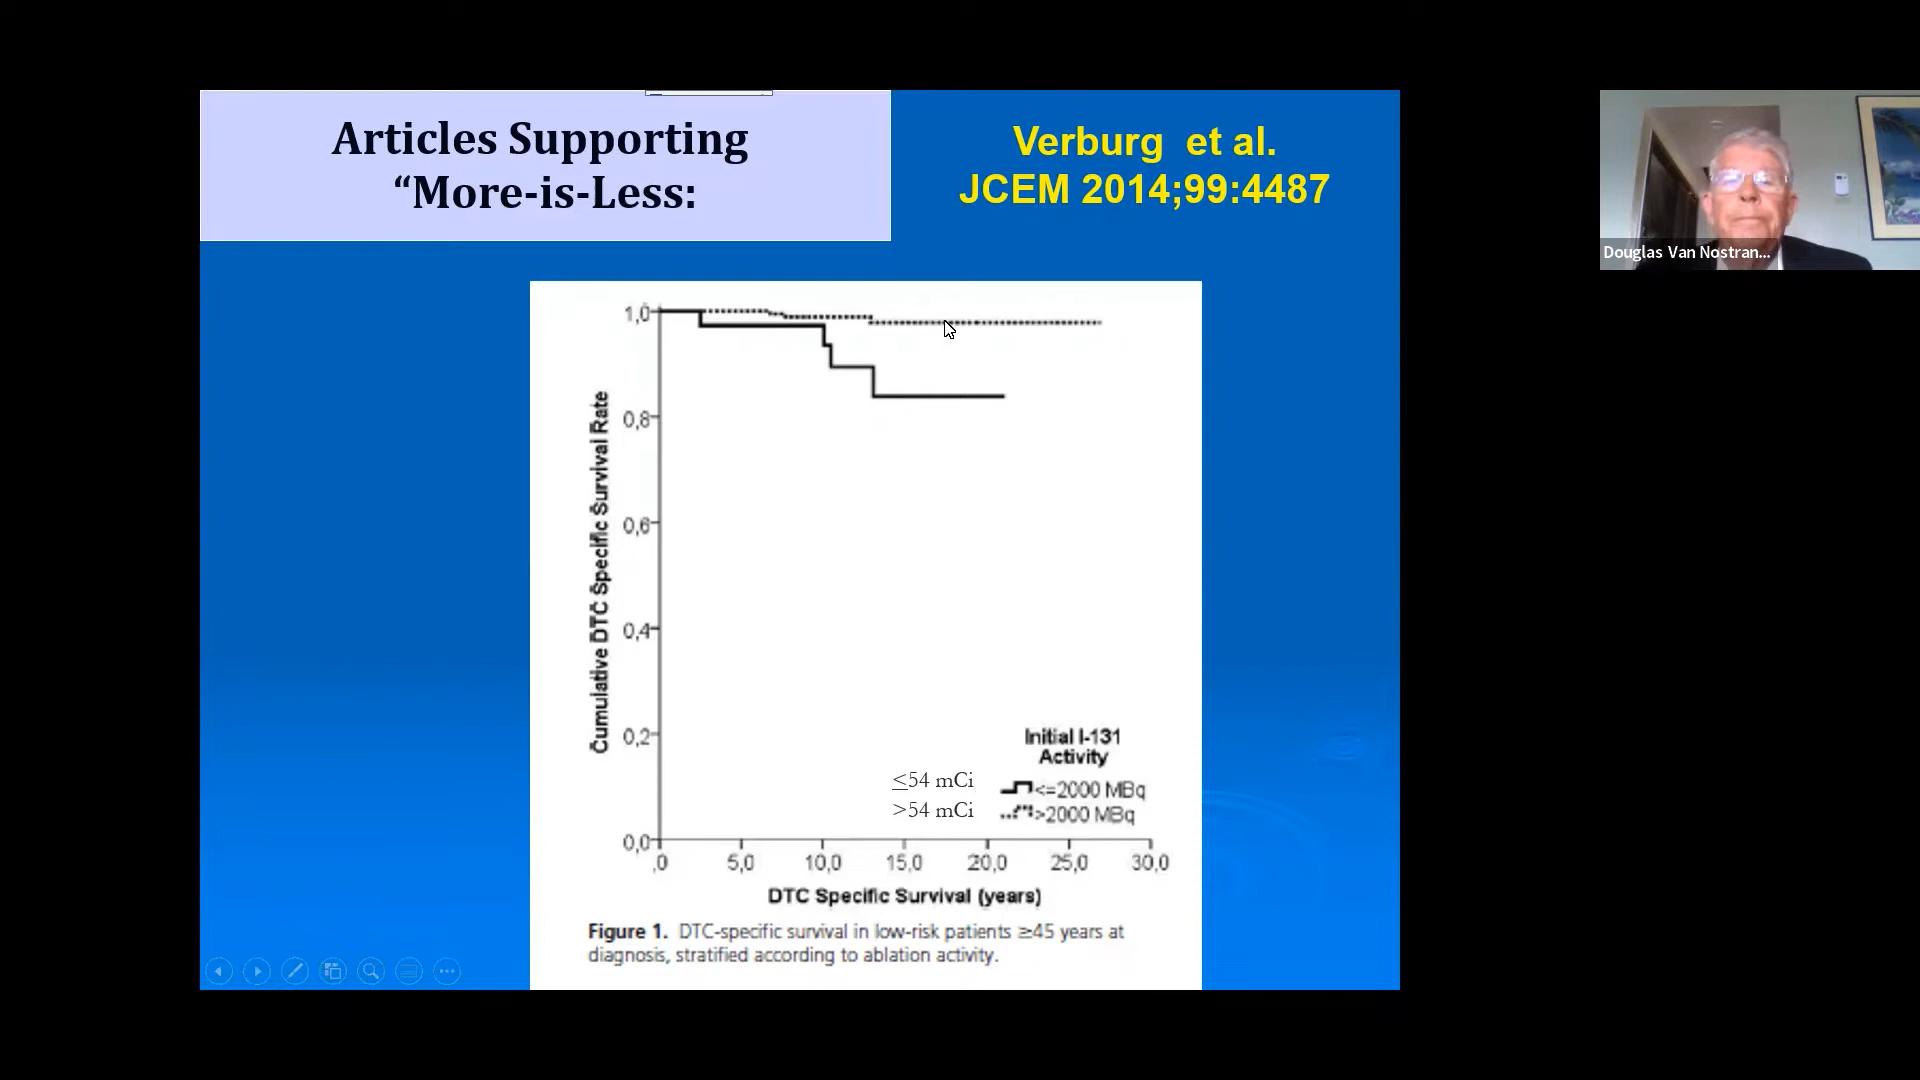 Articles Supporting
“More-is-Less:
Verburg et al.
JCEM 2014;99:4487
Douglas Van Nostran...
Cumulative DTC Specific Survival Rate
1,0
0,8
0,6
0,4
0,2
0,0
,0 5,0 10,0 15,0 20,0 25,0 30,0
DTC Specific Survival (years)
Initial I-131
Activity
≤54 mCi <=2000 MBq
>54 mCi >2000 MBq
Figure 1. DTC-specific survival in low-risk patients ≥45 years at
diagnosis, stratified according to ablation activity.